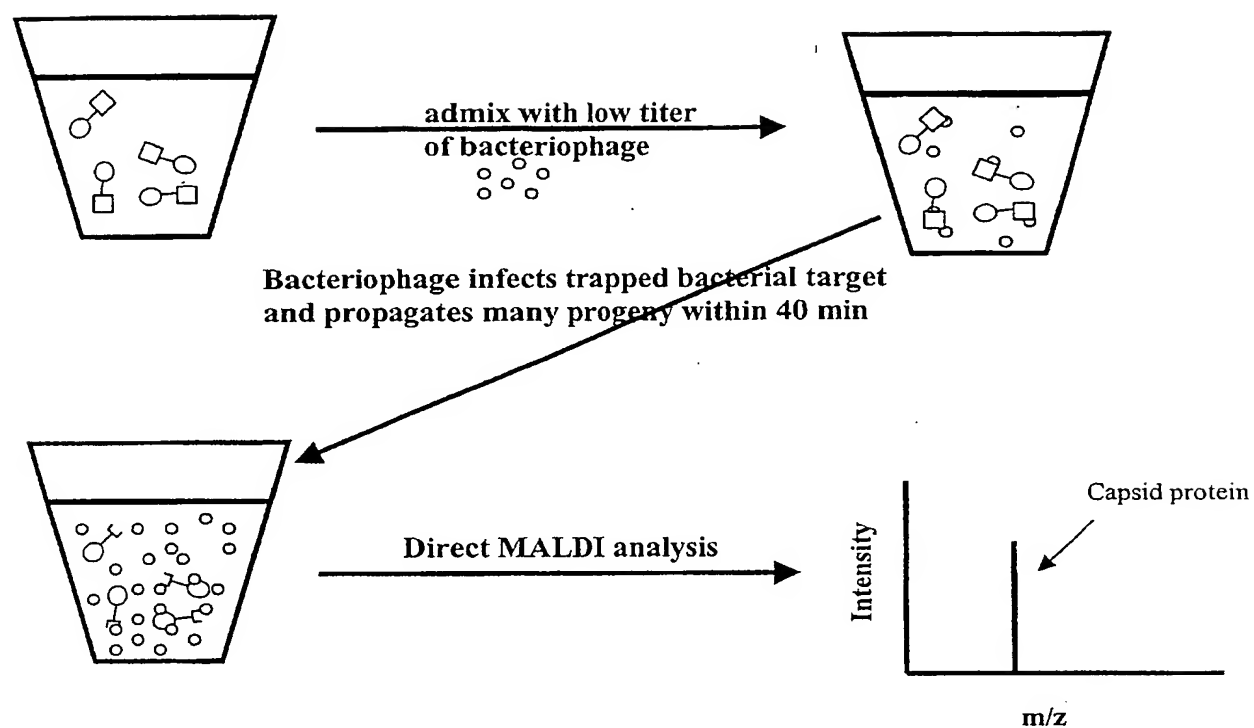 admix with low titer
of bacteriophage
Bacteriophage infects trapped bacterial target
and propagates many progeny within 40 min
Direct MALDI analysis
Intensity
Capsid protein
m/z